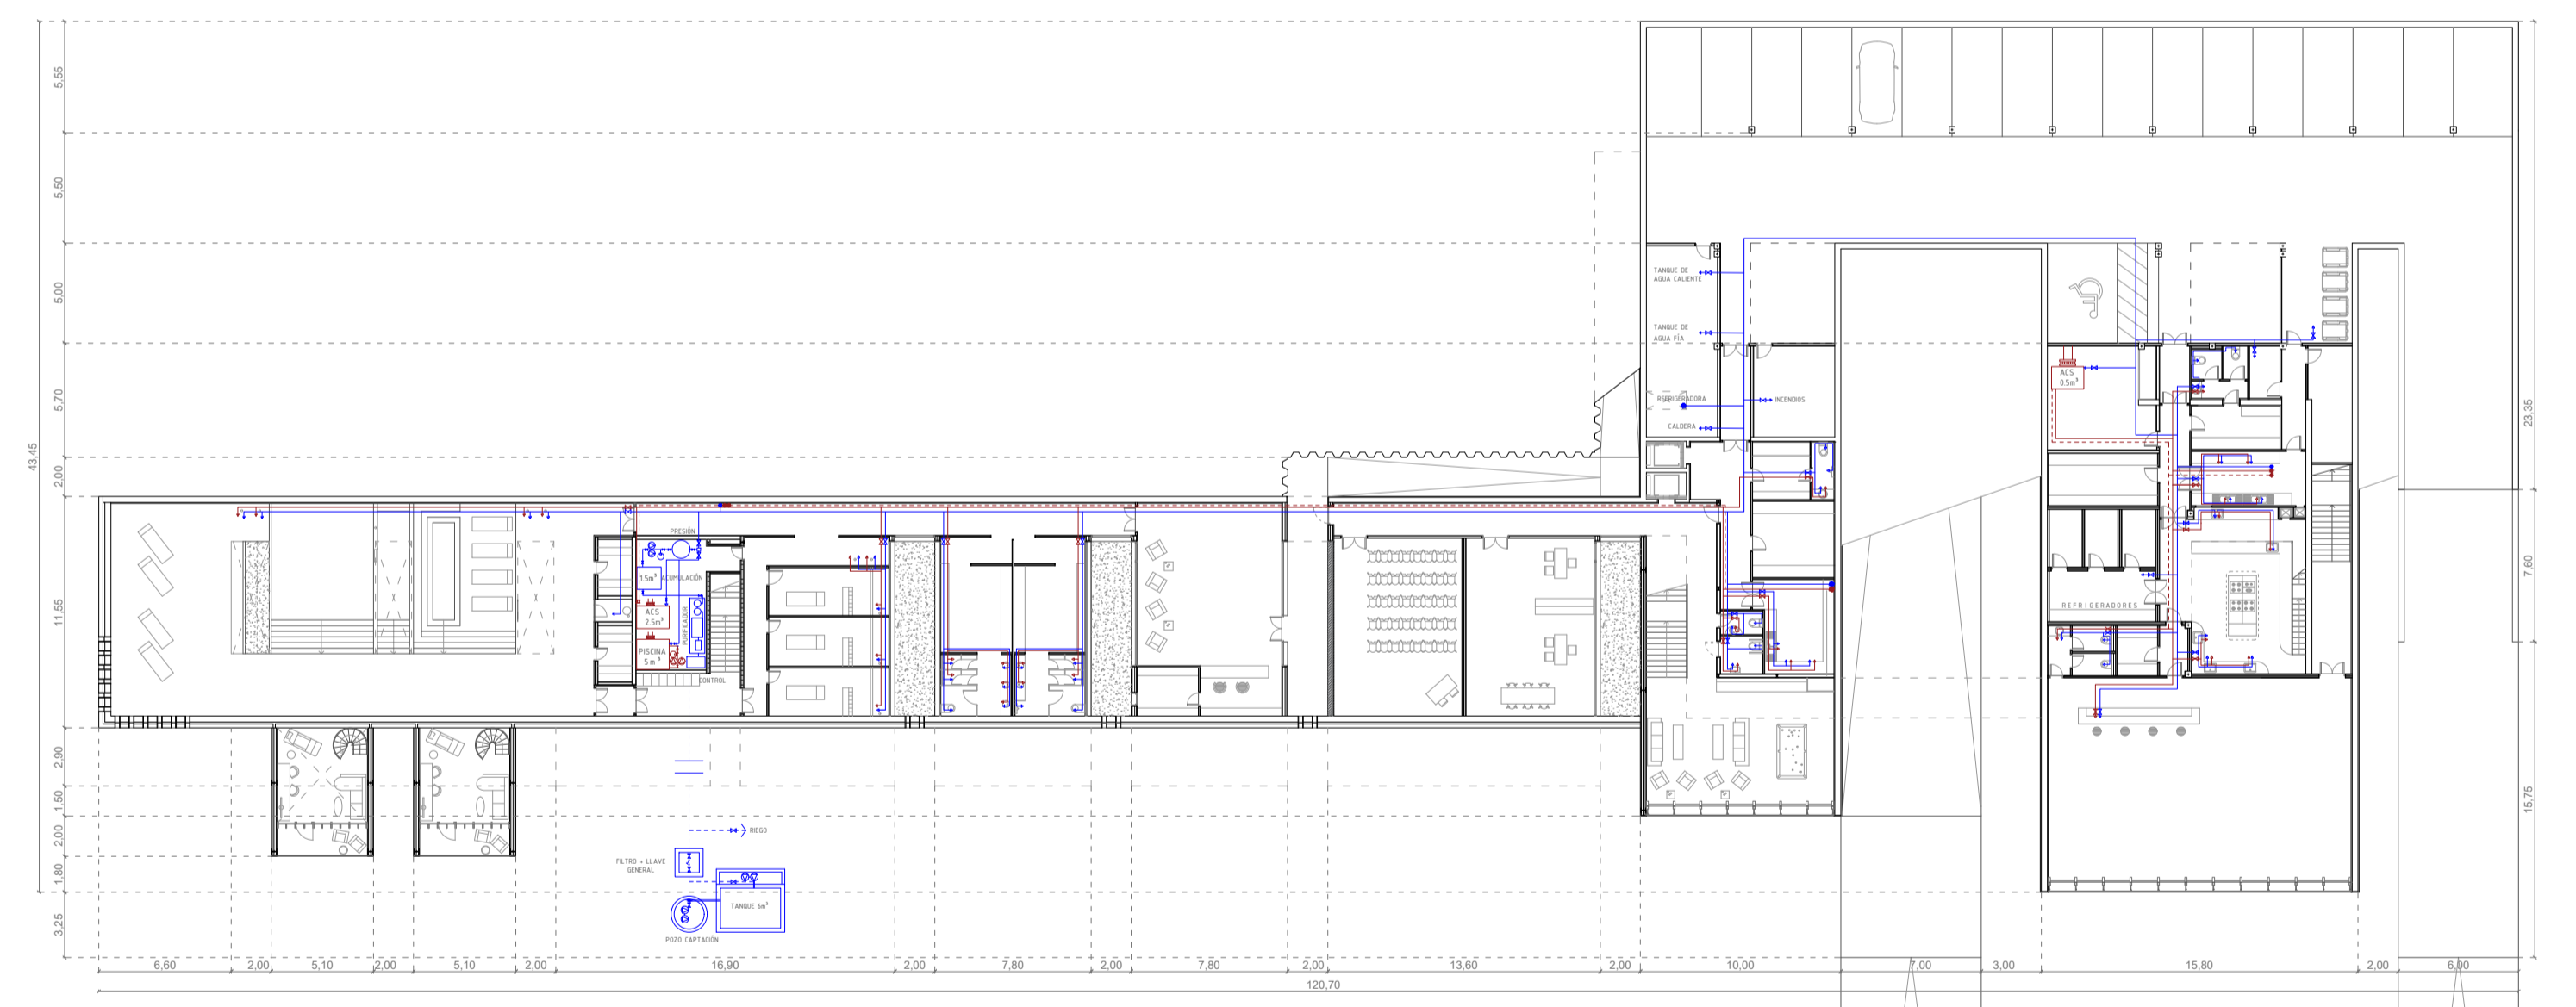 5,55
5,50
5,00
5,70
2,00
11,55
2,90
1,50
2,00
1,80
3,25
43,45
TANQUE DE
AGUA CALIENTE
TANQUE DE
AGUA FÍA
REFRIGERADORA
INCENDIOS
CALDERA
ACS
0.5m³
REFRIGERADORES
PRESIÓN
1.5m³ ACUMULACIÓN
ACS
2.5m³
PURIFICADOR
PISCINA
5 m³
CONTROL
RIEGO
FILTRO + LLAVE
GENERAL
TANQUE 6m³
POZO CAPTACIÓN
23,35
7,60
15,75
6,60
2,00
5,10
2,00
5,10
2,00
16,90
2,00
7,80
2,00
7,80
2,00
13,60
2,00
10,00
7,00
3,00
15,80
2,00
6,00
120,70